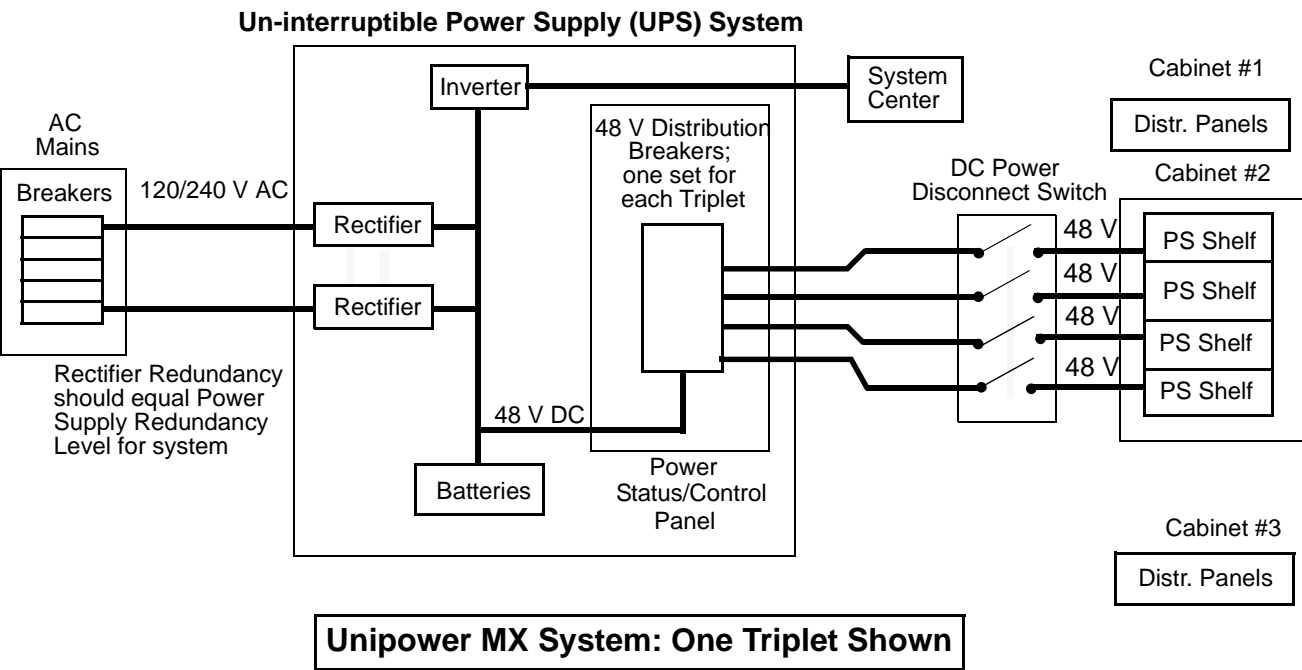 Un-interruptible Power Supply (UPS) System
AC
Mains
Breakers
120/240 V AC
Rectifier
Rectifier
Rectifier Redundancy
should equal Power
Supply Redundancy
Level for system
Inverter
48 V DC
Batteries
48 V Distribution
Breakers;
one set for
each Triplet
Power
Status/Control
Panel
System
Center
DC Power
Disconnect Switch
48 V
48 V
48 V
48 V
Cabinet #1
Distr. Panels
Cabinet #2
PS Shelf
PS Shelf
PS Shelf
PS Shelf
Cabinet #3
Distr. Panels
Unipower MX System: One Triplet Shown